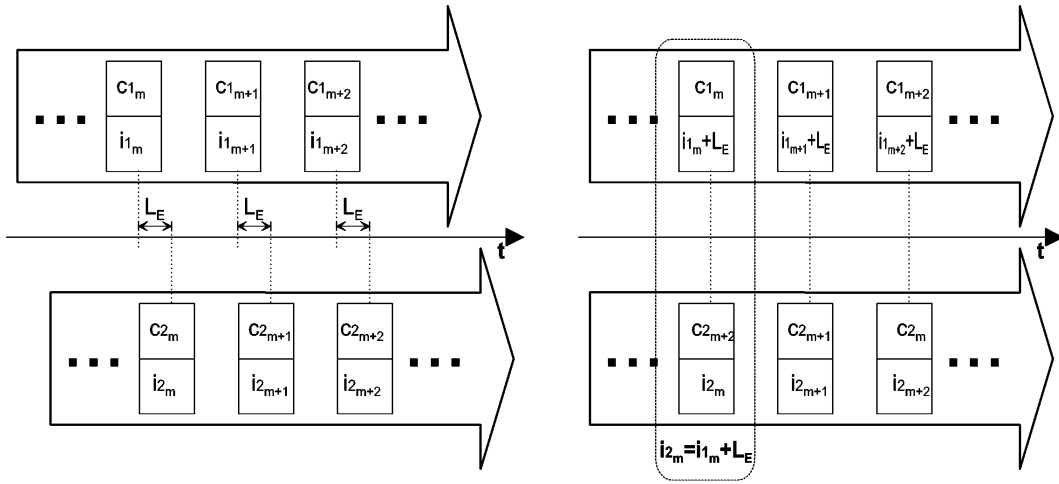 c1m c1m+1 c1m+2
i1m i1m+1 i1m+2
LE LE LE
t
c2m c2m+1 c2m+2
i2m i2m+1 i2m+2
c1m c1m+1 c1m+2
i1m+LE i1m+1+LE i1m+2+LE
t
c2m+2 c2m+1 c2m
i2m i2m+1 i2m+2
i2m=i1m+LE